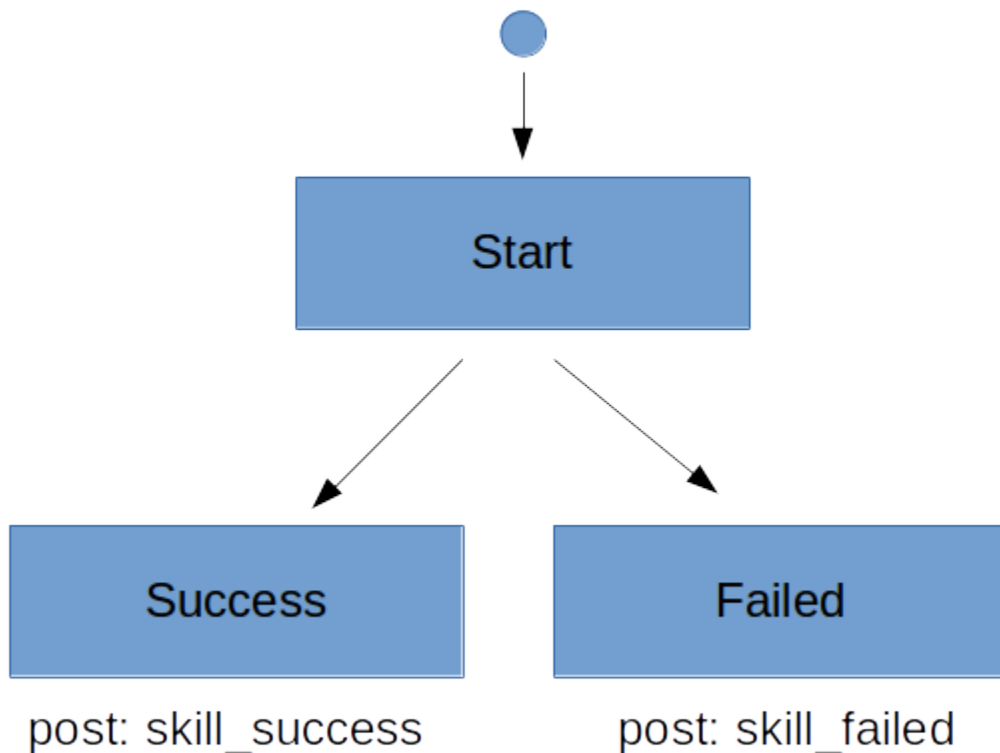 Start
Success
Failed
post: skill_success
post: skill_failed